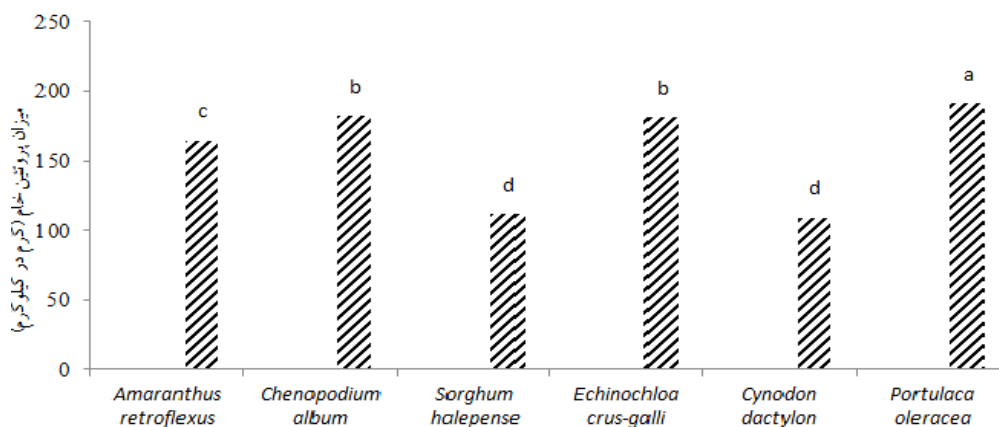 میزان پروتئین خام (گرم در کیلوگرم)
250
200
150
100
50
0
c
b
d
b
d
a
Amaranthus
retroflexus
Chenopodium
album
Sorghum
halepense
Echinochloa
crus-galli
Cynodon
dactylon
Portulaca
oleracea